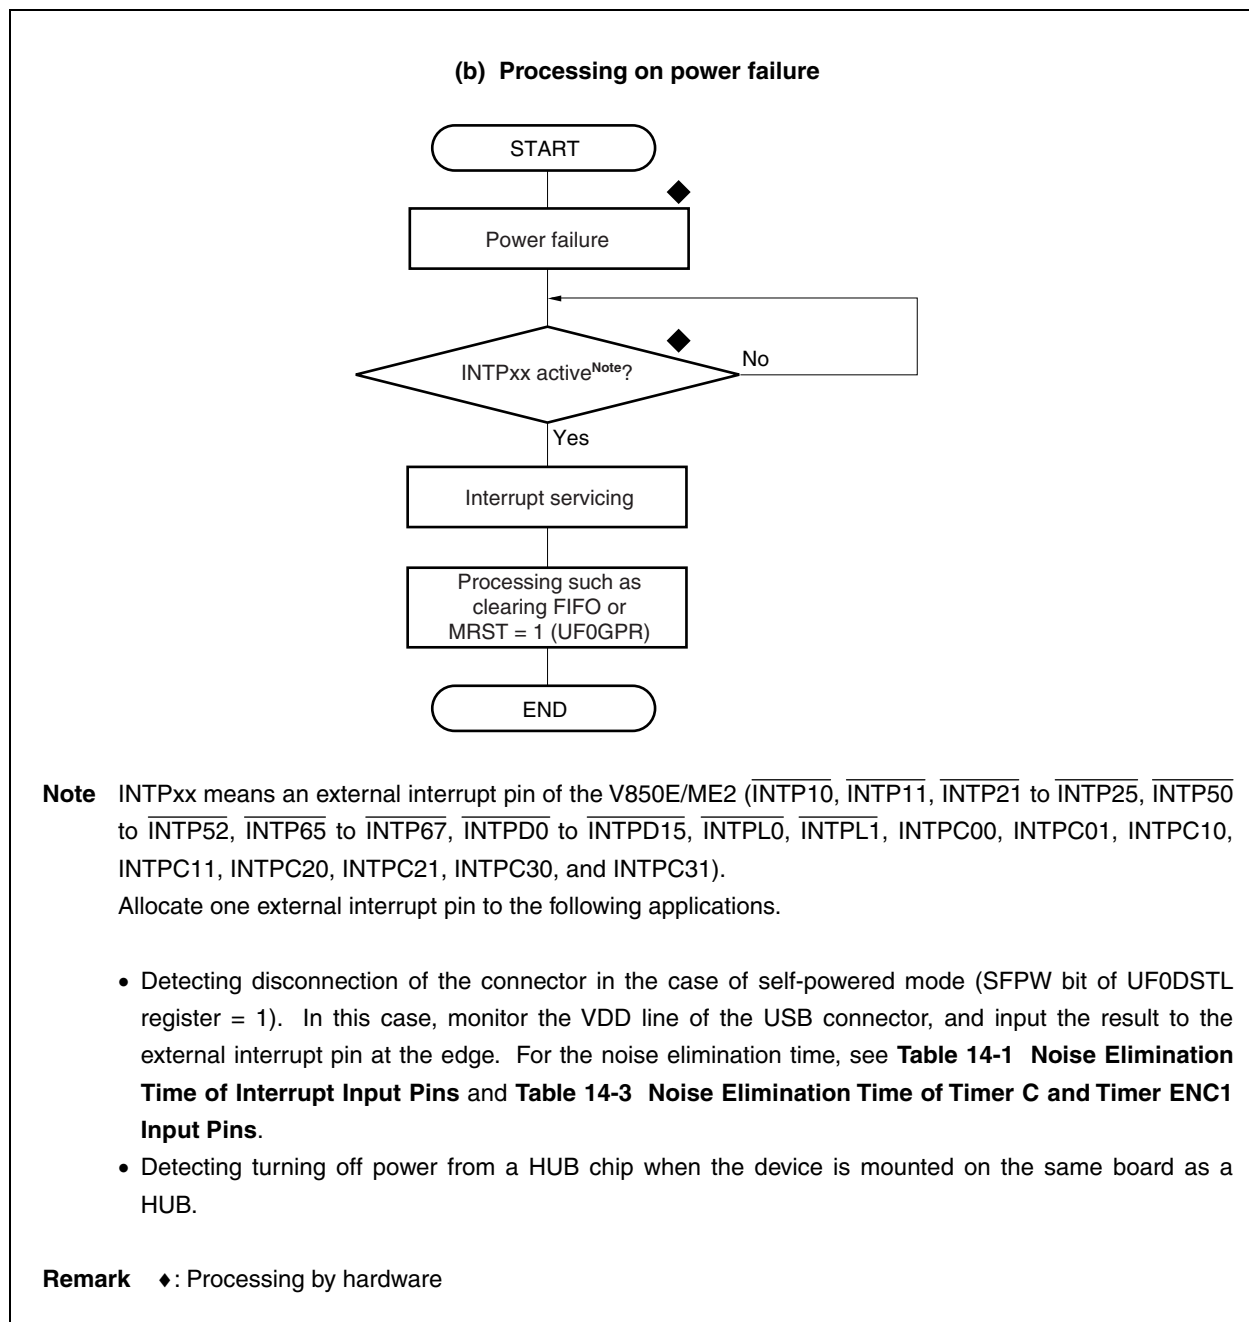 (b) Processing on power failure
START
Power failure
INTPxx active^Note?
No
Yes
Interrupt servicing
Processing such as
clearing FIFO or
MRST = 1 (UF0GPR)
END
Note INTPxx means an external interrupt pin of the V850E/ME2 (INTP10, INTP11, INTP21 to INTP25, INTP50
to INTP52, INTP65 to INTP67, INTPD0 to INTPD15, INTPL0, INTPL1, INTPC00, INTPC01, INTPC10,
INTPC11, INTPC20, INTPC21, INTPC30, and INTPC31).
Allocate one external interrupt pin to the following applications.
• Detecting disconnection of the connector in the case of self-powered mode (SFPW bit of UF0DSTL
register = 1). In this case, monitor the VDD line of the USB connector, and input the result to the
external interrupt pin at the edge. For the noise elimination time, see Table 14-1 Noise Elimination
Time of Interrupt Input Pins and Table 14-3 Noise Elimination Time of Timer C and Timer ENC1
Input Pins.
• Detecting turning off power from a HUB chip when the device is mounted on the same board as a
HUB.
Remark ♦: Processing by hardware